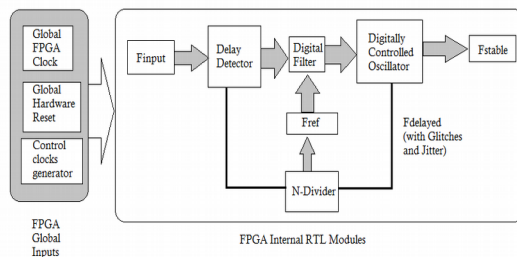 Global
FPGA
Clock
Global
Hardware
Reset
Control
clocks
generator
FPGA
Global
Inputs
Finput
Delay
Detector
Digital
Filter
Digitally
Controlled
Oscillator
Fstable
Fref
Fdelayed
(with Glitches
and Jitter)
N-Divider
FPGA Internal RTL Modules